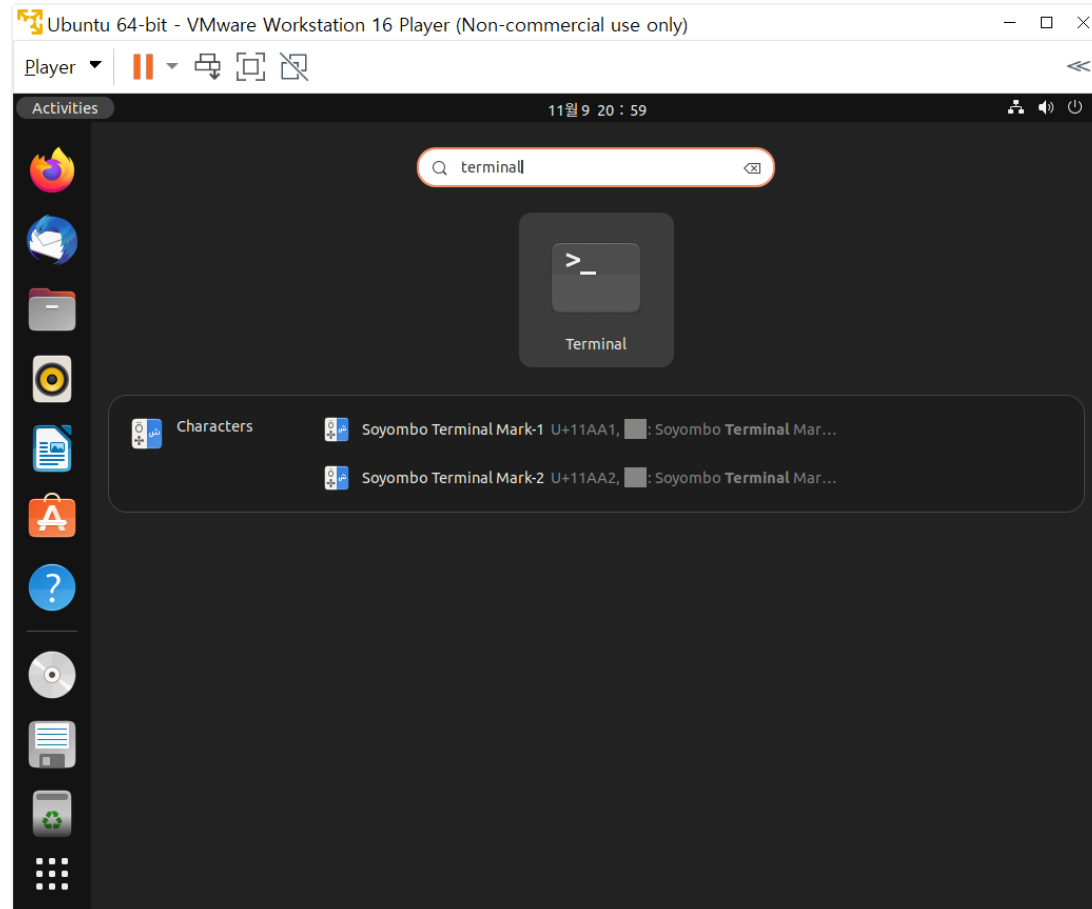 Ubuntu 64-bit - VMware Workstation 16 Player (Non-commercial use only)
Player
Activities
11월 9 20 : 59
terminal
>_
Terminal
Characters
Soyombo Terminal Mark-1 U+11AA1, : Soyombo Terminal Mar...
Soyombo Terminal Mark-2 U+11AA2, : Soyombo Terminal Mar...